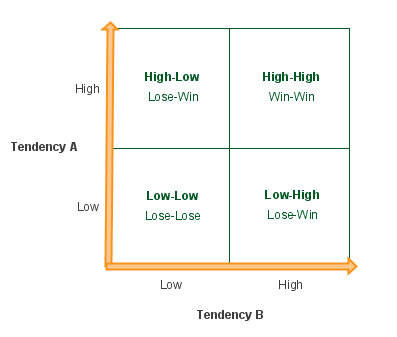 High-Low
Lose-Win
High-High
Win-Win
High
Tendency A
Low-Low
Lose-Lose
Low-High
Lose-Win
Low
Low
High
Tendency B